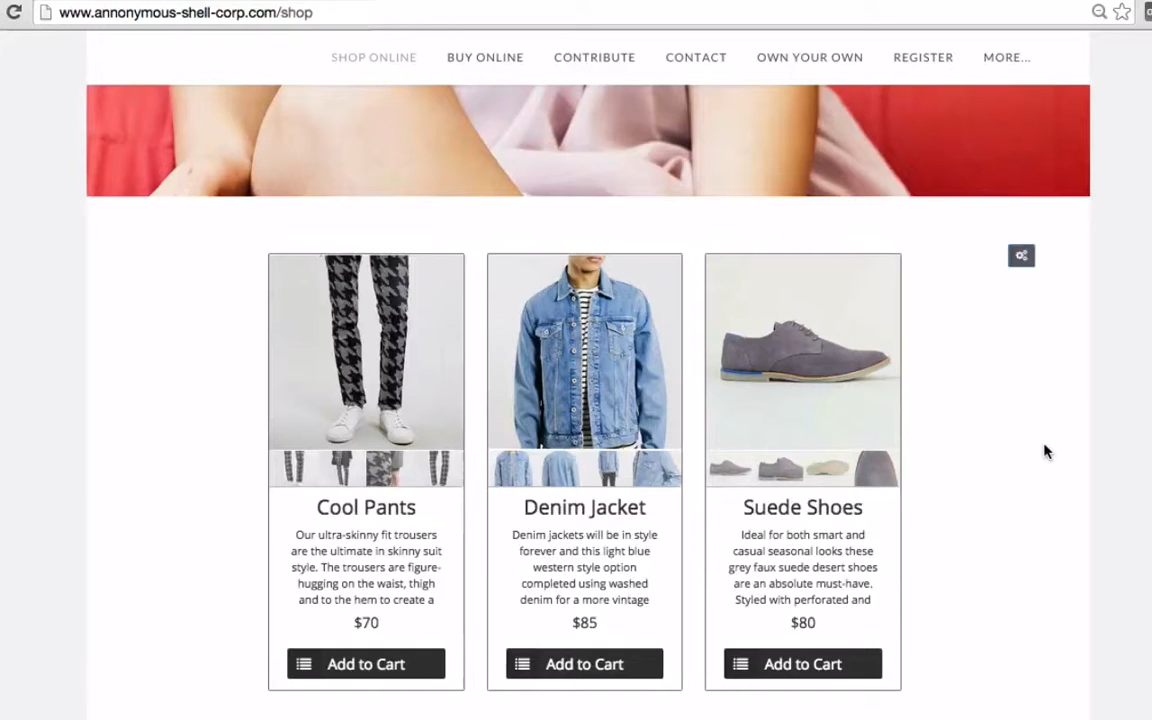 www.annonymous-shell-corp.com/shop
SHOP ONLINE BUY ONLINE CONTRIBUTE CONTACT OWN YOUR OWN REGISTER MORE...
Cool Pants
Our ultra-skinny fit trousers
are the ultimate in skinny suit
style. The trousers are figure-
hugging on the waist, thigh
and to the hem to create a
$70
Add to Cart
Denim Jacket
Denim jackets will be in style
forever and this light blue
western style option
completed using washed
denim for a more vintage
$85
Add to Cart
Suede Shoes
Ideal for both smart and
casual seasonal looks these
grey faux suede desert shoes
are an absolute must-have.
Styled with perforated and
$80
Add to Cart